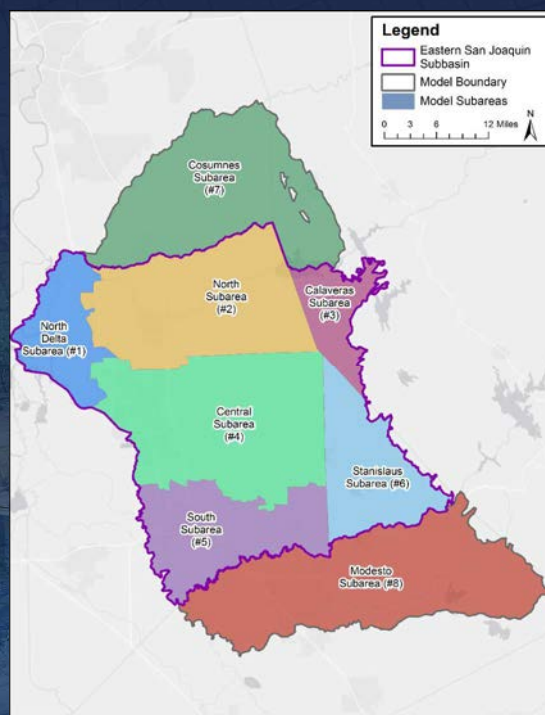 Legend
Eastern San Joaquin
Subbasin
Model Boundary
Model Subareas
0 3 6 12 Miles
N
Cosumnes
Subarea
(#7)
North
Subarea
(#2)
Calaveras
Subarea
(#3)
North
Delta
Subarea (#1)
Central
Subarea
(#4)
Stanislaus
Subarea (#6)
South
Subarea
(#5)
Modesto
Subarea (#8)